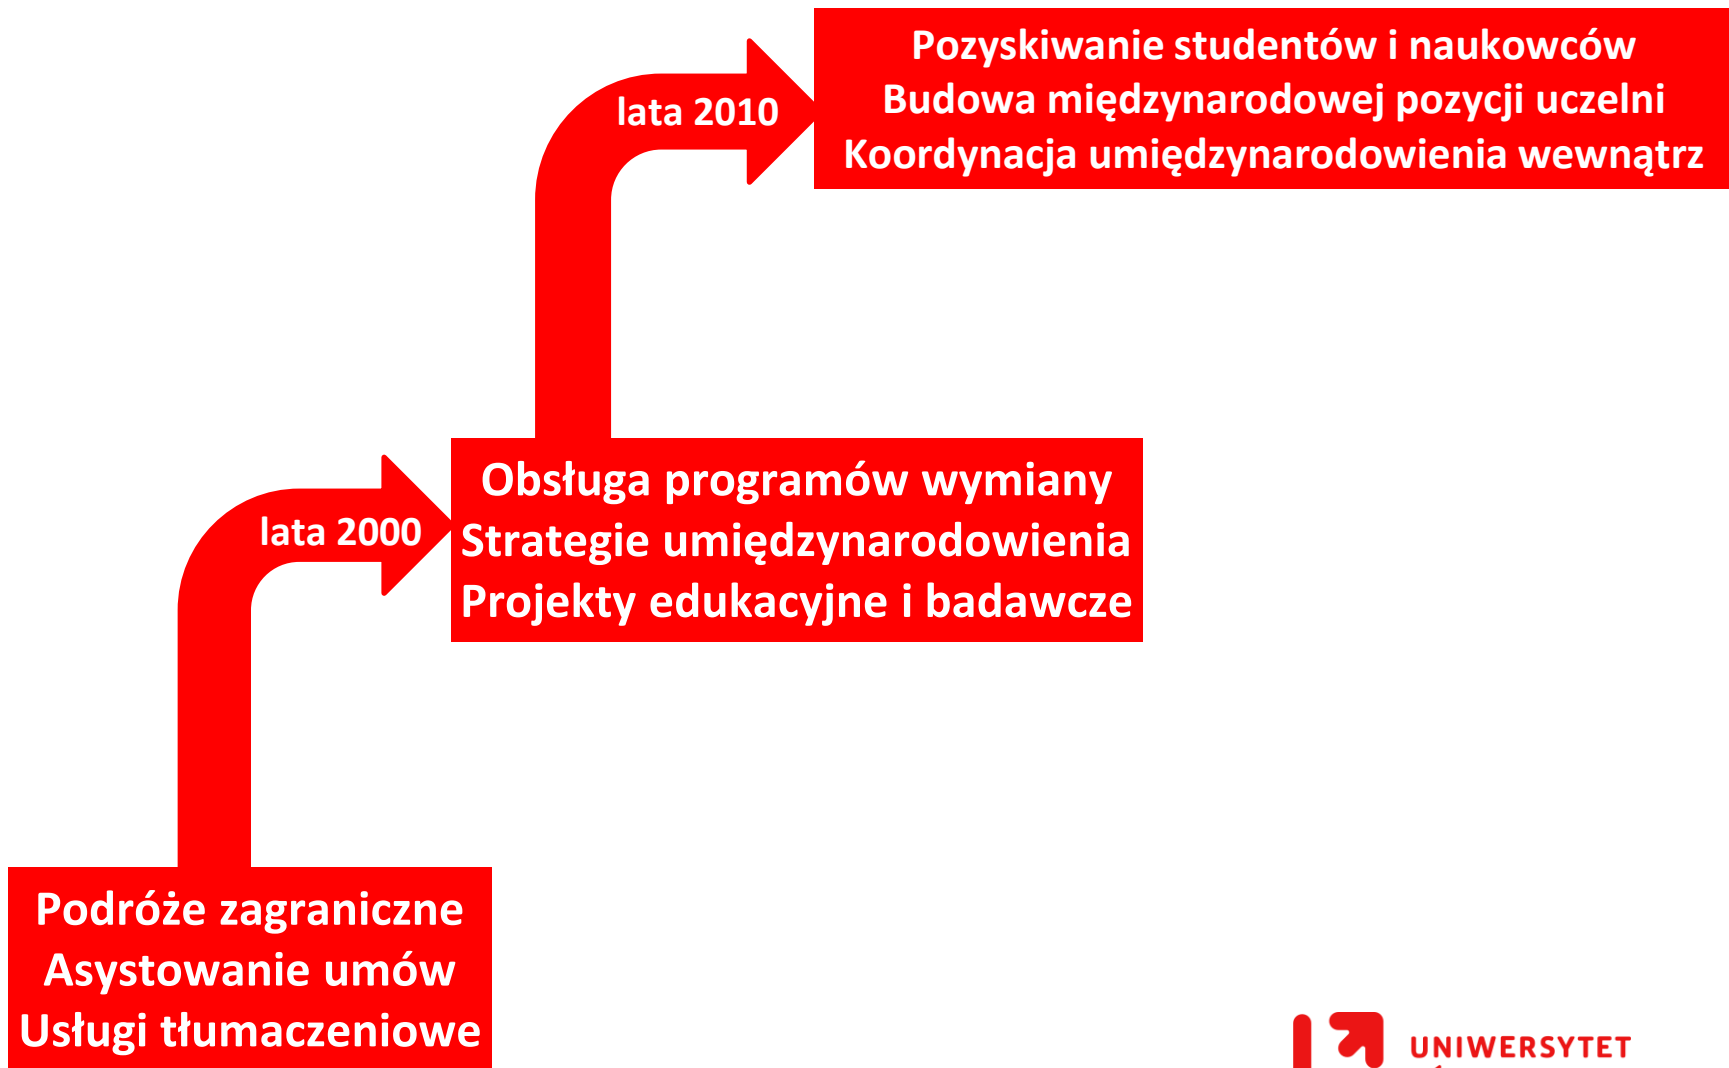 Pozyskiwanie studentów i naukowców
Budowa międzynarodowej pozycji uczelni
Koordynacja umiędzynarodowienia wewnątrz
lata 2010
Obsługa programów wymiany
Strategie umiędzynarodowienia
Projekty edukacyjne i badawcze
lata 2000
Podróże zagraniczne
Asystowanie umów
Usługi tłumaczeniowe
UNIWERSYTET